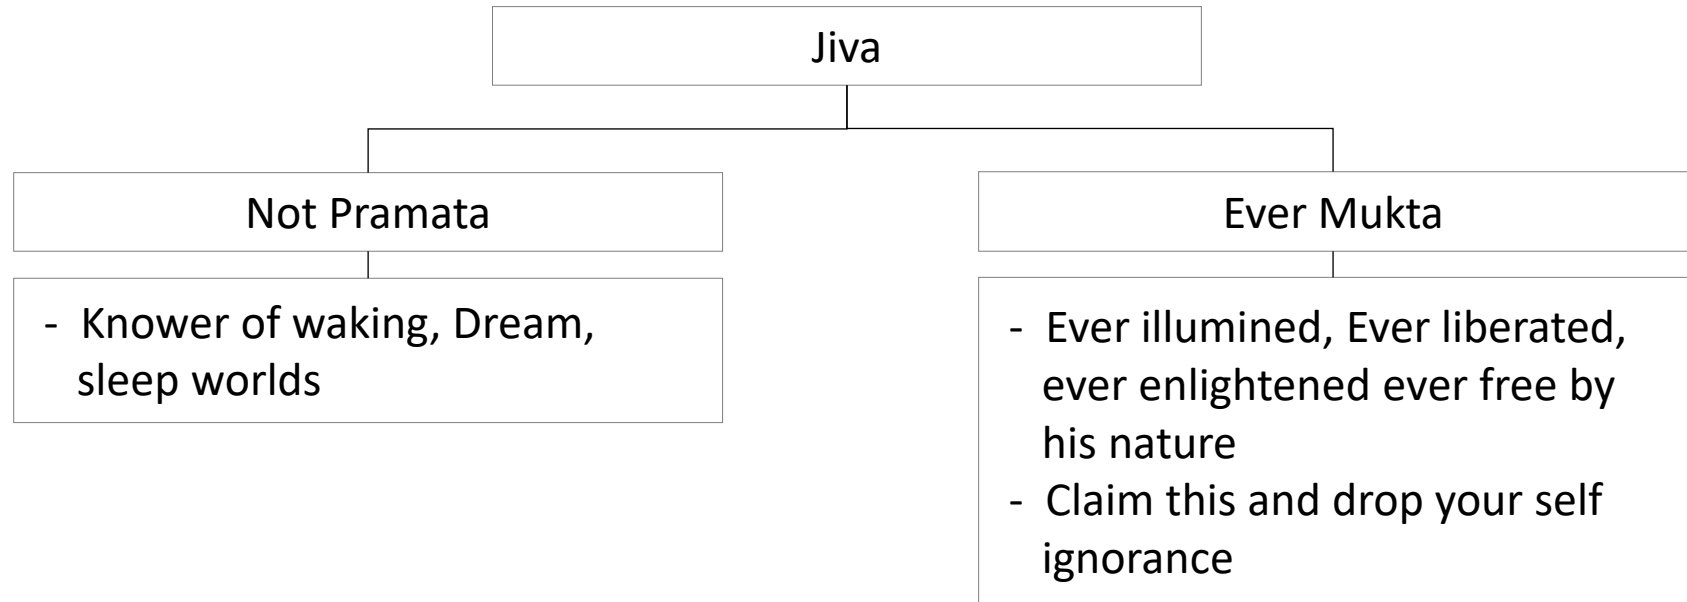 Jiva
Not Pramata
Ever Mukta
- Knower of waking, Dream,
sleep worlds
- Ever illumined, Ever liberated,
ever enlightened ever free by
his nature
- Claim this and drop your self
ignorance